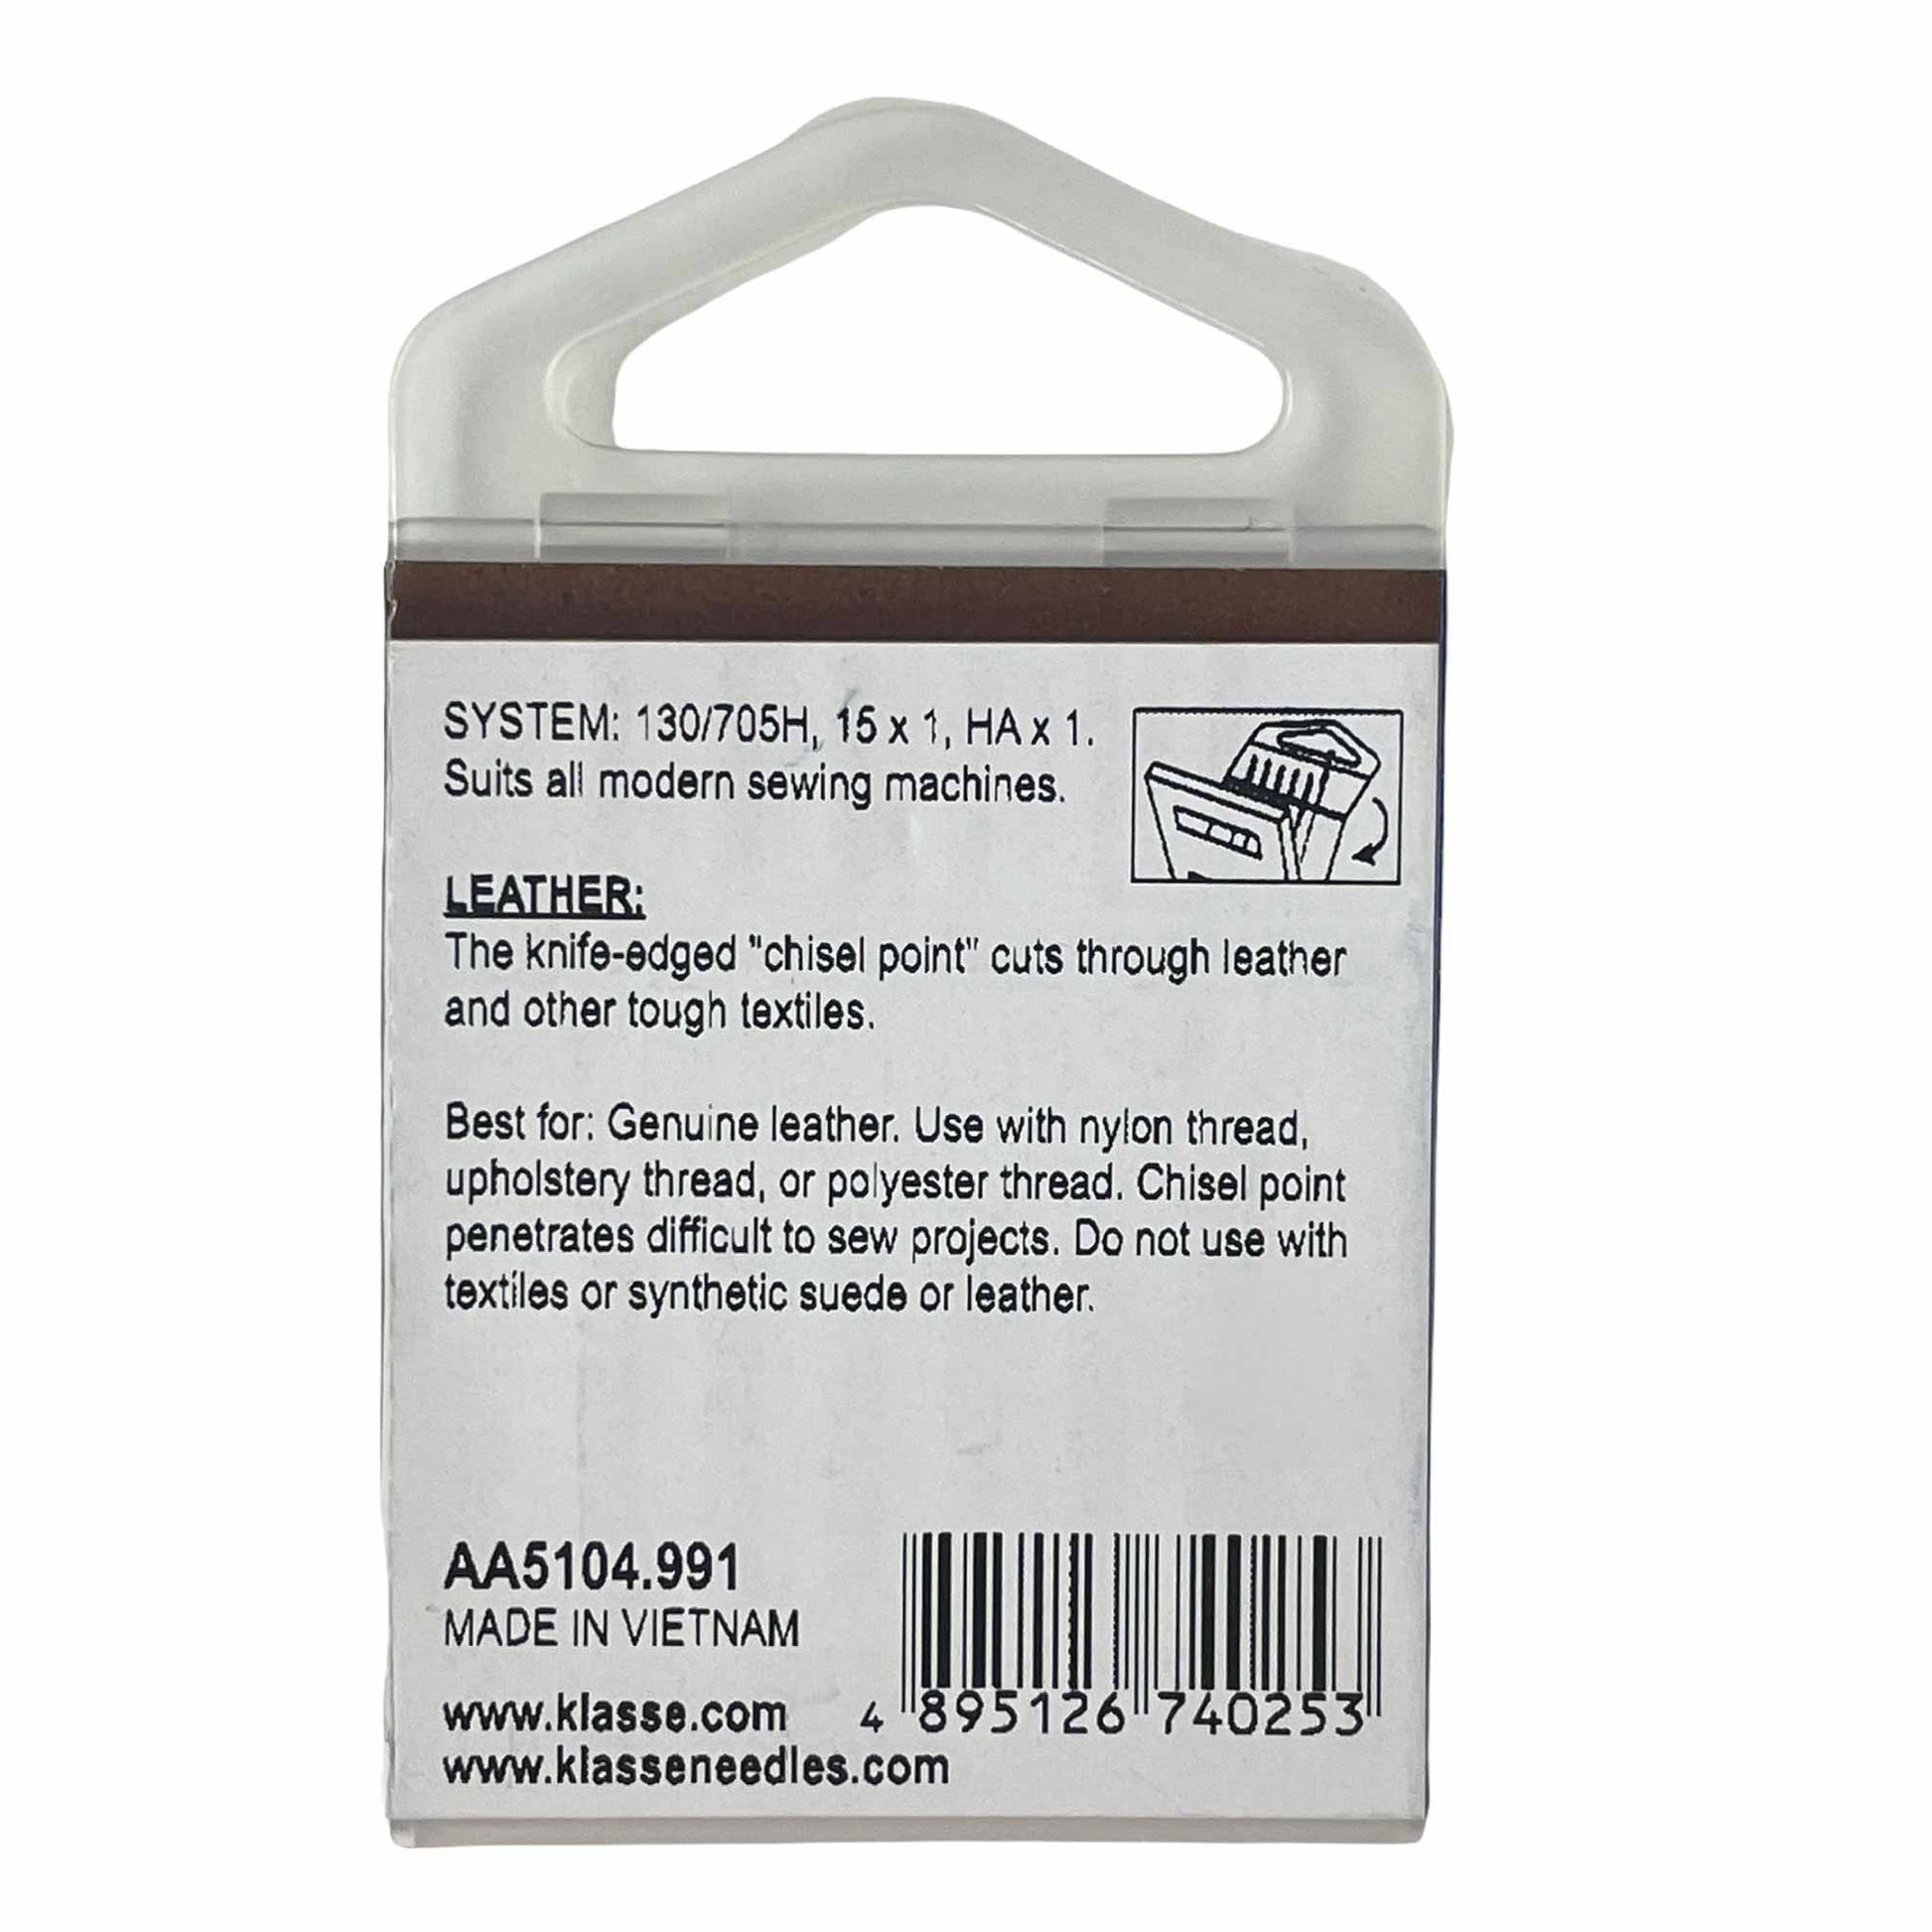 SYSTEM: 130/705H, 15 x 1, HA x 1.
Suits all modern sewing machines.
LEATHER:
The knife-edged "chisel point" cuts through leather
and other tough textiles.
Best for: Genuine leather. Use with nylon thread,
upholstery thread, or polyester thread. Chisel point
penetrates difficult to sew projects. Do not use with
textiles or synthetic suede or leather.
AA5104.991
MADE IN VIETNAM
www.klasse.com
www.klasseneedles.com
4 895126 740253